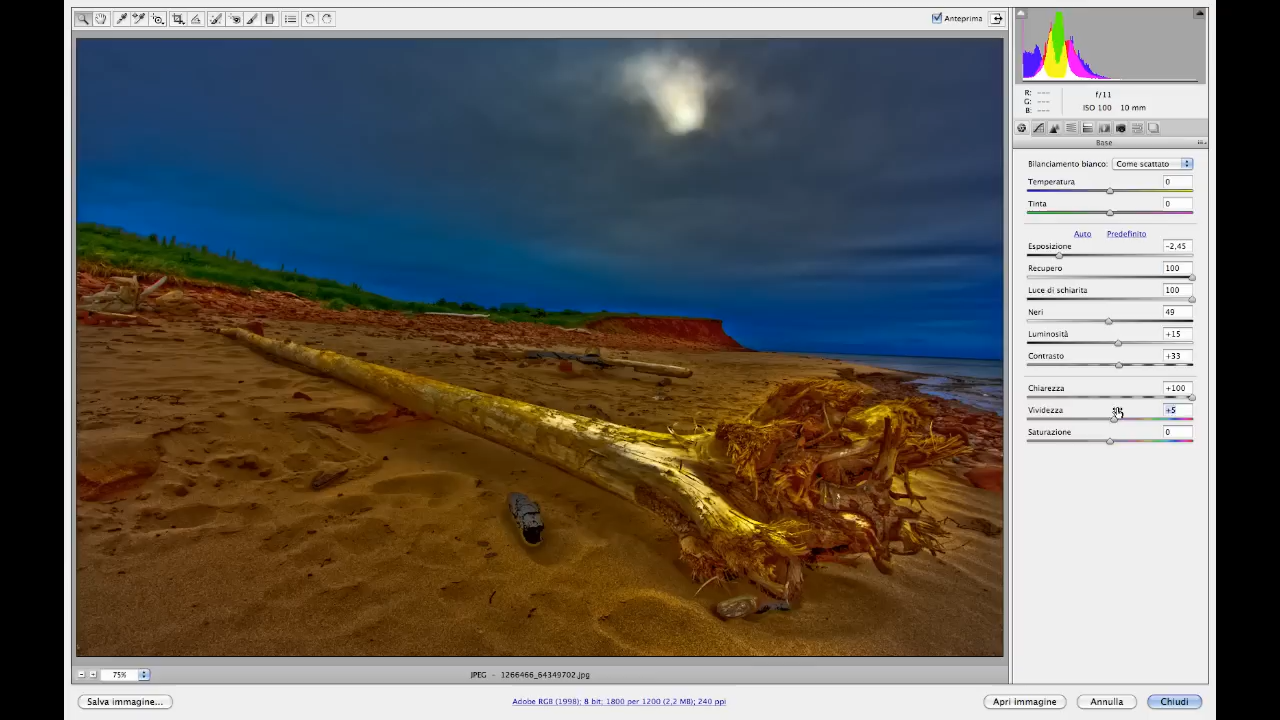 Anteprima
R: ---
G: ---
B: ---
f/11
ISO 100 10 mm
Base
Bilanciamento bianco: Come scattato
Temperatura 0
Tinta 0
Auto Predefinito
Esposizione -2,45
Recupero 100
Luce di schiarita 100
Neri 49
Luminosità +15
Contrasto +33
Chiarezza +100
Vividezza +5
Saturazione 0
75% JPEG - 1266466_64349702.jpg
Salva immagine... Adobe RGB (1998); 8 bit; 1800 per 1200 (2,2 MB); 240 ppi Apri immagine Annulla Chiudi